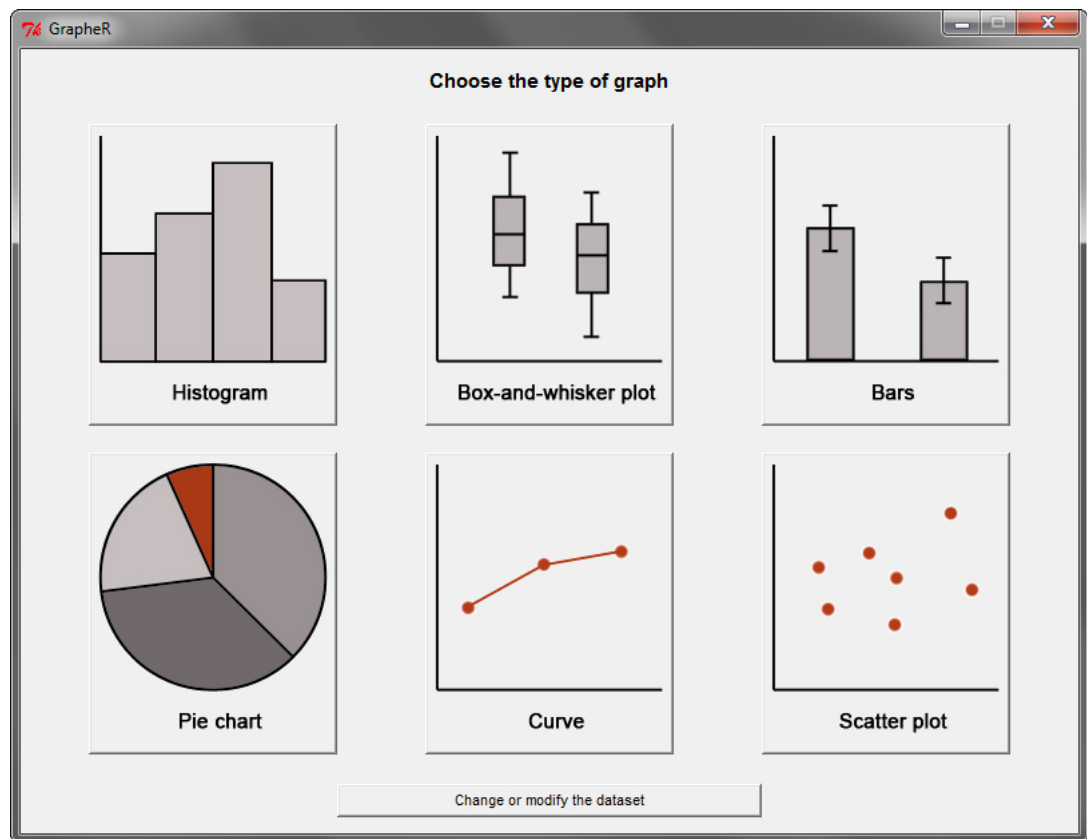 GrapheR
Choose the type of graph
Histogram
Box-and-whisker plot
Bars
Pie chart
Curve
Scatter plot
Change or modify the dataset